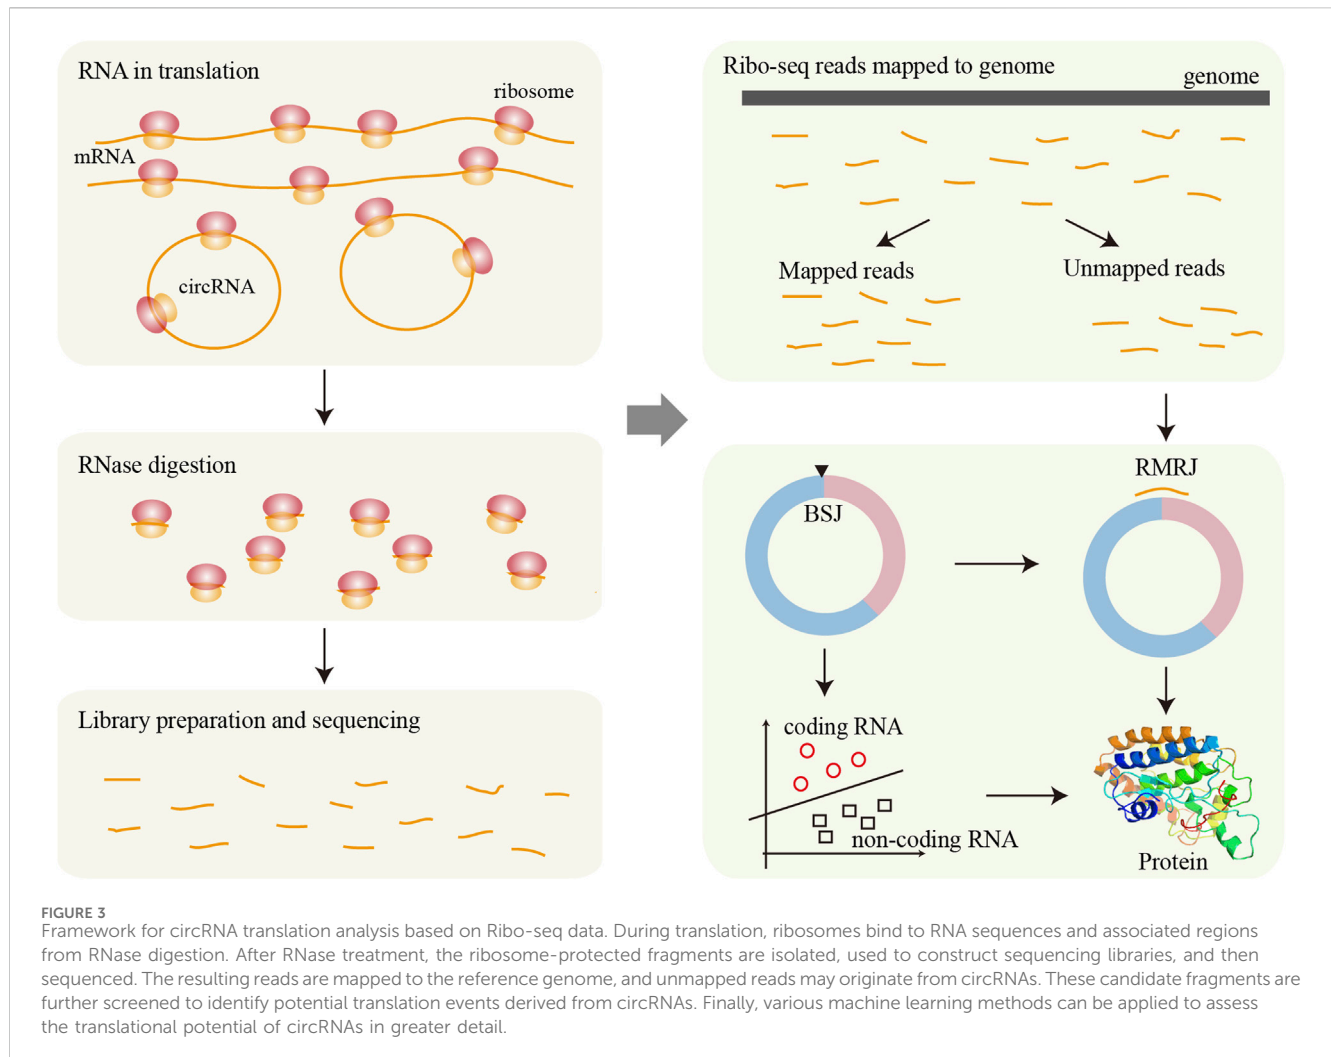 RNA in translation
ribosome
mRNA
circRNA
RNase digestion
Library preparation and sequencing
Ribo-seq reads mapped to genome
genome
Mapped reads
Unmapped reads
BSJ
RMRJ
coding RNA
non-coding RNA
Protein
FIGURE 3
Framework for circRNA translation analysis based on Ribo-seq data. During translation, ribosomes bind to RNA sequences and associated regions
from RNase digestion. After RNase treatment, the ribosome-protected fragments are isolated, used to construct sequencing libraries, and then
sequenced. The resulting reads are mapped to the reference genome, and unmapped reads may originate from circRNAs. These candidate fragments are
further screened to identify potential translation events derived from circRNAs. Finally, various machine learning methods can be applied to assess
the translational potential of circRNAs in greater detail.